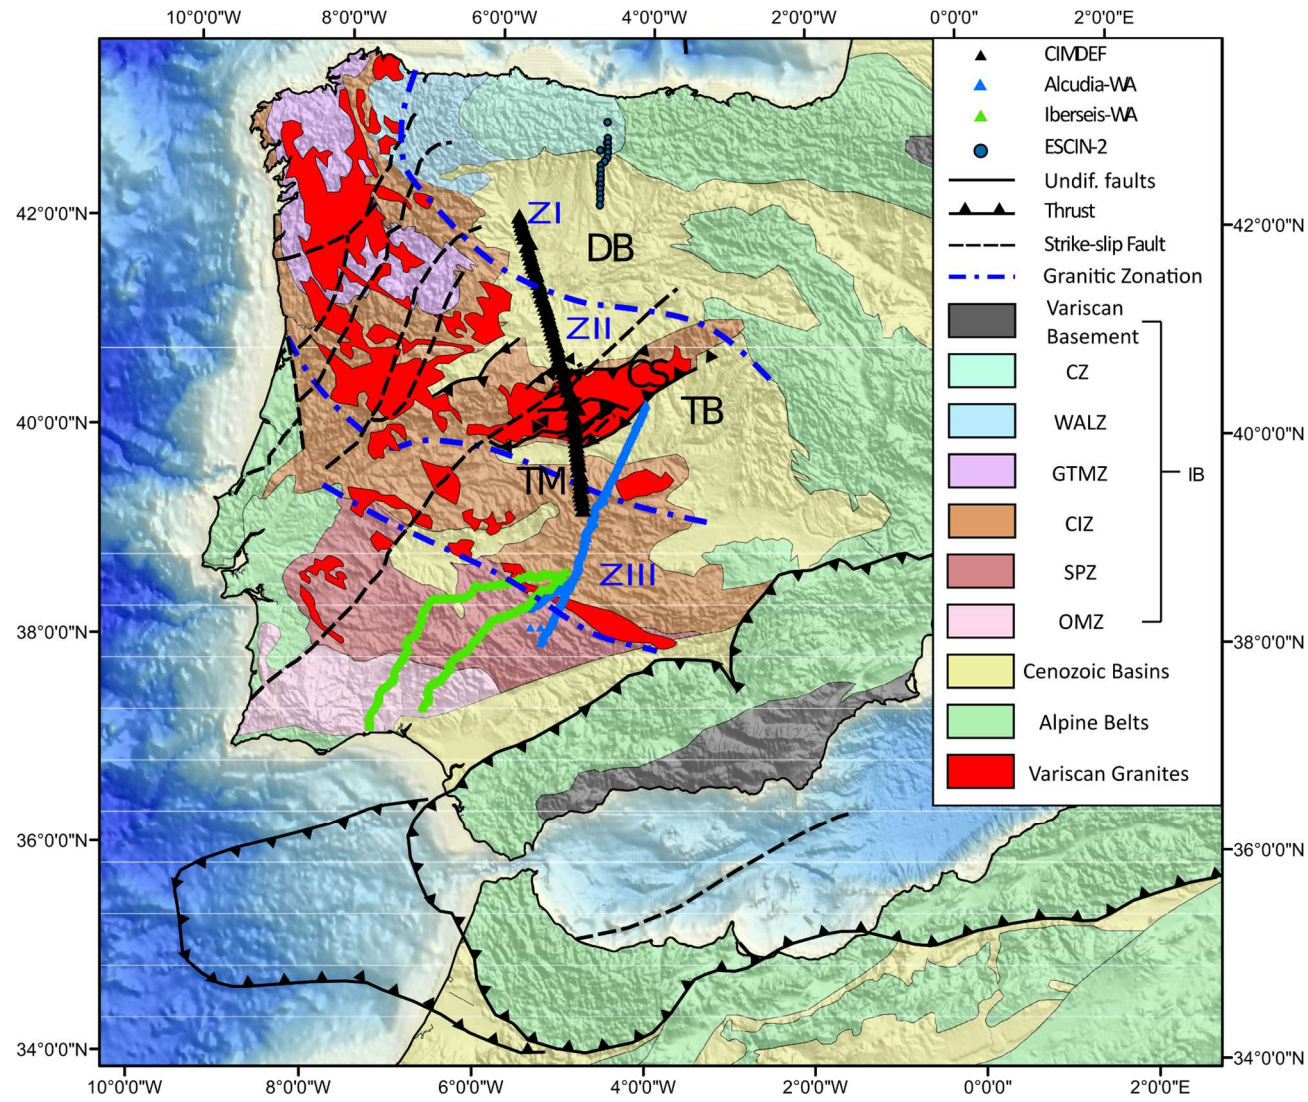 10°0'0"W 8°0'0"W 6°0'0"W 4°0'0"W 2°0'0"W 0°0'0" 2°0'0"E
CIMDEF
Alcudia-WA
Iberseis-WA
ESCIN-2
Undif. faults
Thrust
Strike-slip Fault
Granitic Zonation
Variscan
Basement
CZ
WALZ
GTMZ
IB
CIZ
SPZ
OMZ
Cenozoic Basins
Alpine Belts
Variscan Granites
42°0'0"N
40°0'0"N
38°0'0"N
36°0'0"N
34°0'0"N
ZI
DB
ZII
CS
TB
TM
ZIII
42°0'0"N
40°0'0"N
38°0'0"N
36°0'0"N
34°0'0"N
10°0'0"W 8°0'0"W 6°0'0"W 4°0'0"W 2°0'0"W 0°0'0" 2°0'0"E